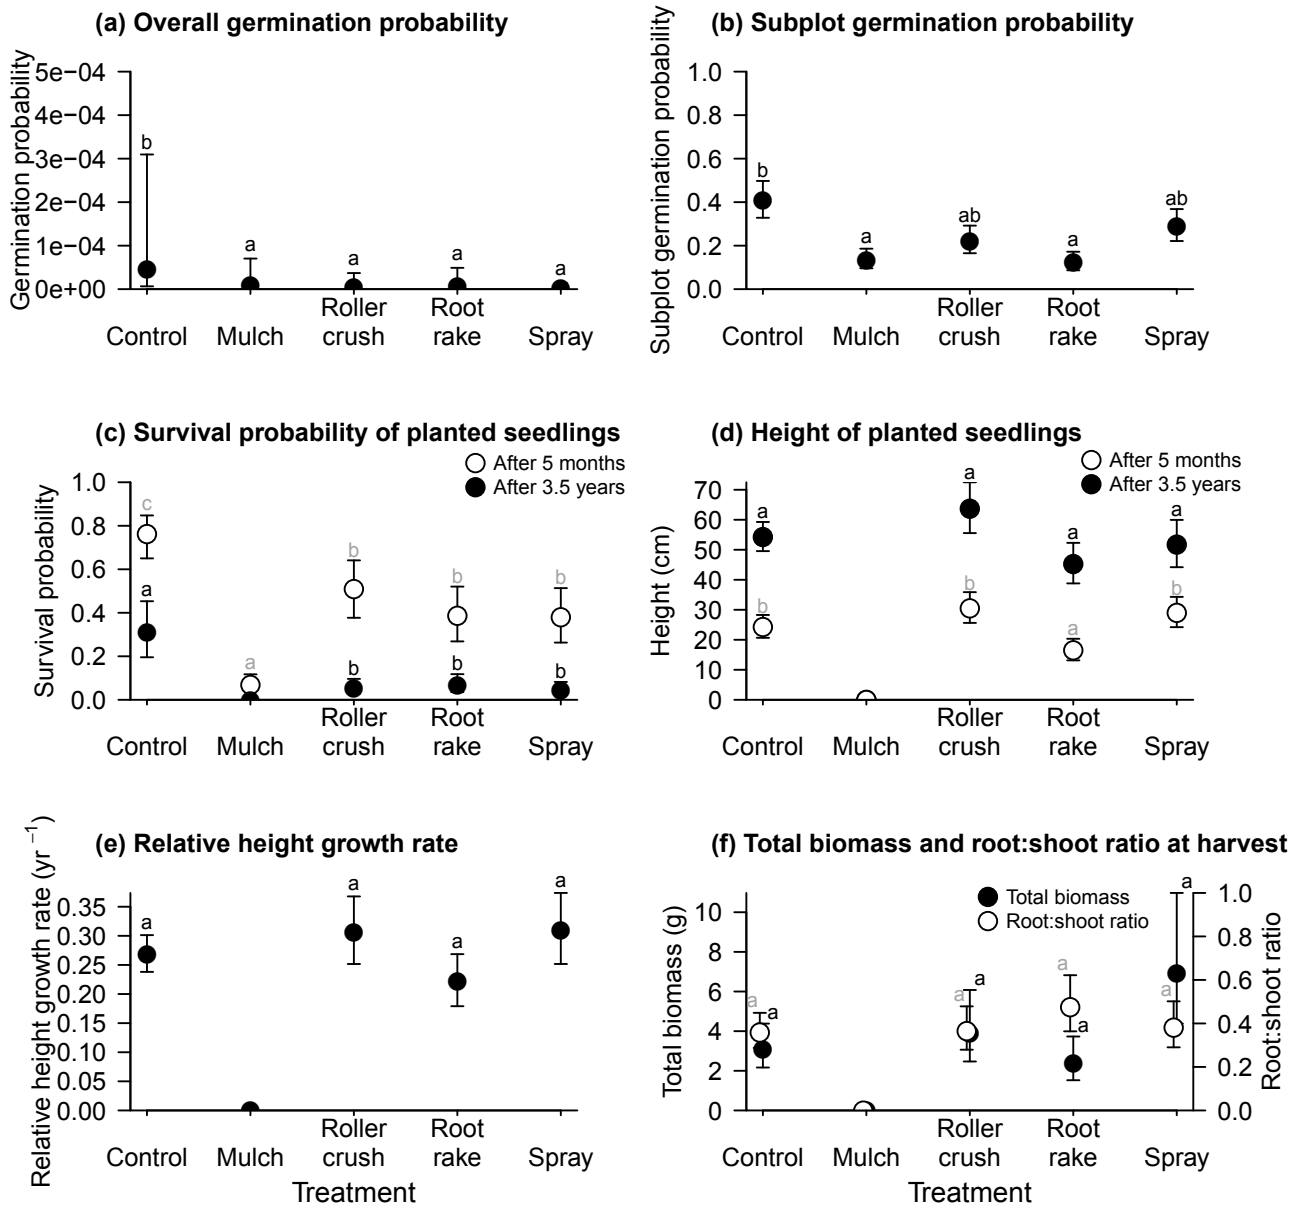 (a) Overall germination probability
Germination probability
5e−04
4e−04
3e−04
2e−04
1e−04
0e+00
b
a
a
a
a
Control
Mulch
Roller
crush
Root
rake
Spray
(b) Subplot germination probability
Subplot germination probability
1.0
0.8
0.6
0.4
0.2
0.0
b
a
ab
a
ab
Control
Mulch
Roller
crush
Root
rake
Spray
(c) Survival probability of planted seedlings
After 5 months
After 3.5 years
Survival probability
1.0
0.8
0.6
0.4
0.2
0.0
c
a
a
b
b
b
b
b
b
Control
Mulch
Roller
crush
Root
rake
Spray
(d) Height of planted seedlings
After 5 months
After 3.5 years
Height (cm)
70
60
50
40
30
20
10
0
a
b
a
b
a
a
a
b
Control
Mulch
Roller
crush
Root
rake
Spray
(e) Relative height growth rate
Relative height growth rate (yr −1)
0.35
0.30
0.25
0.20
0.15
0.10
0.05
0.00
a
a
a
a
Control
Mulch
Roller
crush
Root
rake
Spray
Treatment
(f) Total biomass and root:shoot ratio at harvest
Total biomass
Root:shoot ratio
Total biomass (g)
10
8
6
4
2
0
a
a
a
a
a
a
a
a
1.0
0.8
0.6
0.4
0.2
0.0
Root:shoot ratio
Control
Mulch
Roller
crush
Root
rake
Spray
Treatment